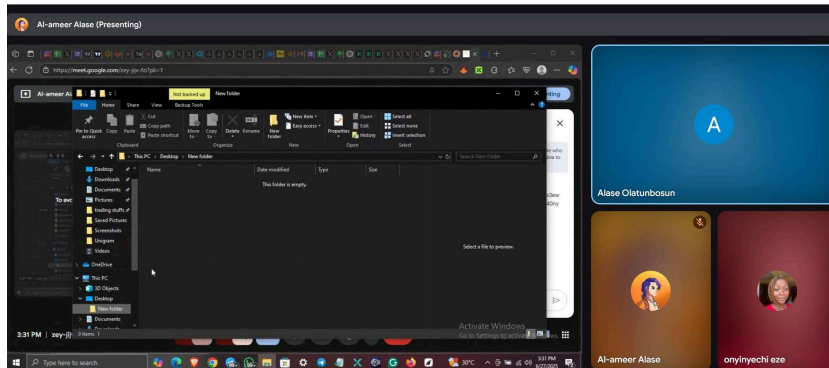 Al-ameer Alase (Presenting)
https://meet.google.com/zey-jijx-fzi?pli=1
Al-ameer Al
Not backed up
New folder
File
Home
Share
View
Backup Tools
Pin to Quick access
Copy
Paste
Cut
Copy path
Paste shortcut
Move to
Copy to
Delete
Rename
New folder
New item
Easy access
Properties
Open
Edit
History
Select all
Select none
Invert selection
Clipboard
Organize
New
Open
Select
This PC > Desktop > New folder
Search New folder
Desktop
Downloads
Documents
Pictures
trading stuffs
Saved Pictures
Screenshots
Unigram
Videos
OneDrive
This PC
3D Objects
Desktop
New folder
Documents
0 items
Name
Date modified
Type
Size
This folder is empty.
Select a file to preview.
To avo
3:31 PM | zey-jij
Activate Windows
Go to Settings to activate Windows.
Type here to search
30°C
3:31 PM
6/27/2025
A
Alase Olatunbosun
Al-ameer Alase
onyinyechi eze